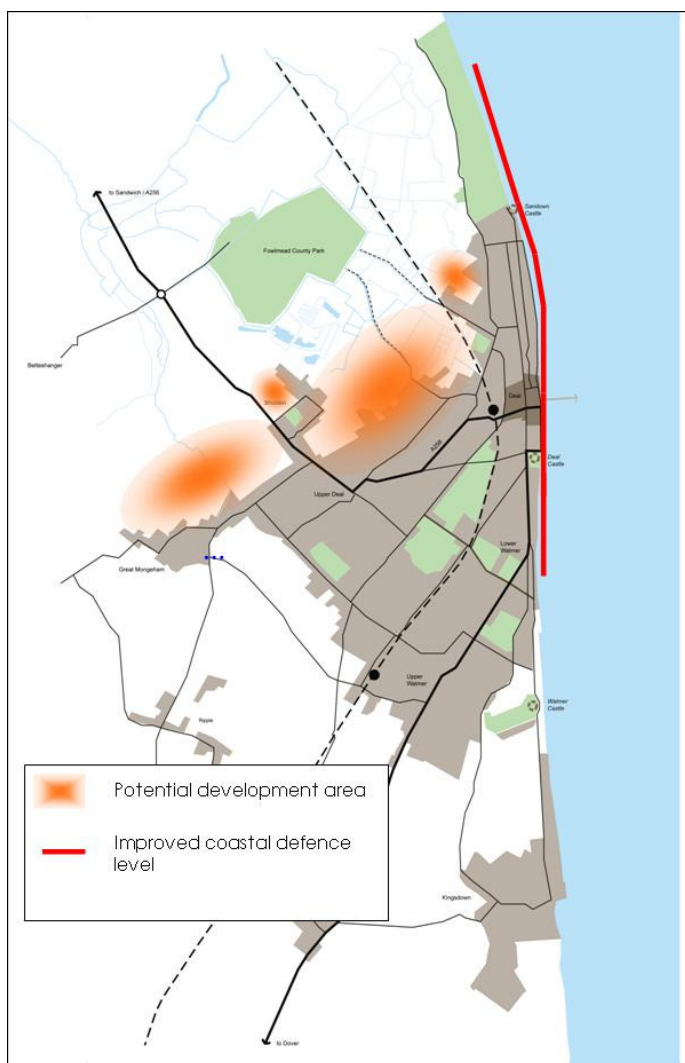 to Sandwich / A256
Sandown
Castle
Fowlmead County Park
Betteshanger
Sholden
Deal
A258
Deal
Castle
Upper Deal
Lower
Walmer
Great Mongeham
Upper
Walmer
Walmer
Castle
Ripple
Potential development area
Improved coastal defence
level
Kingsdown
to Dover